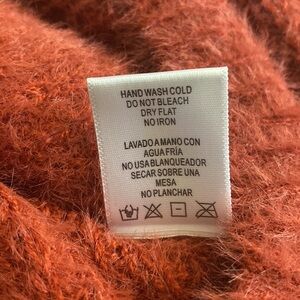 HAND WASH COLD
DO NOT BLEACH
DRY FLAT
NO IRON
LAVADO A MANO CON
AGUA FRÍA
NO USA BLANQUEADOR
SECAR SOBRE UNA
MESA
NO PLANCHAR